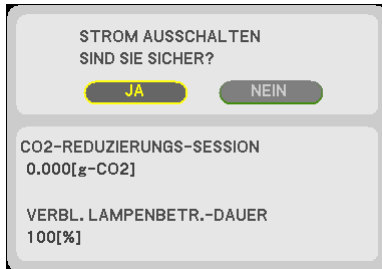 STROM AUSSCHALTEN
SIND SIE SICHER?
JA
NEIN
CO2-REDUZIERUNGS-SESSION
0.000[g-CO2]
VERBL. LAMPENBETR.-DAUER
100[%]